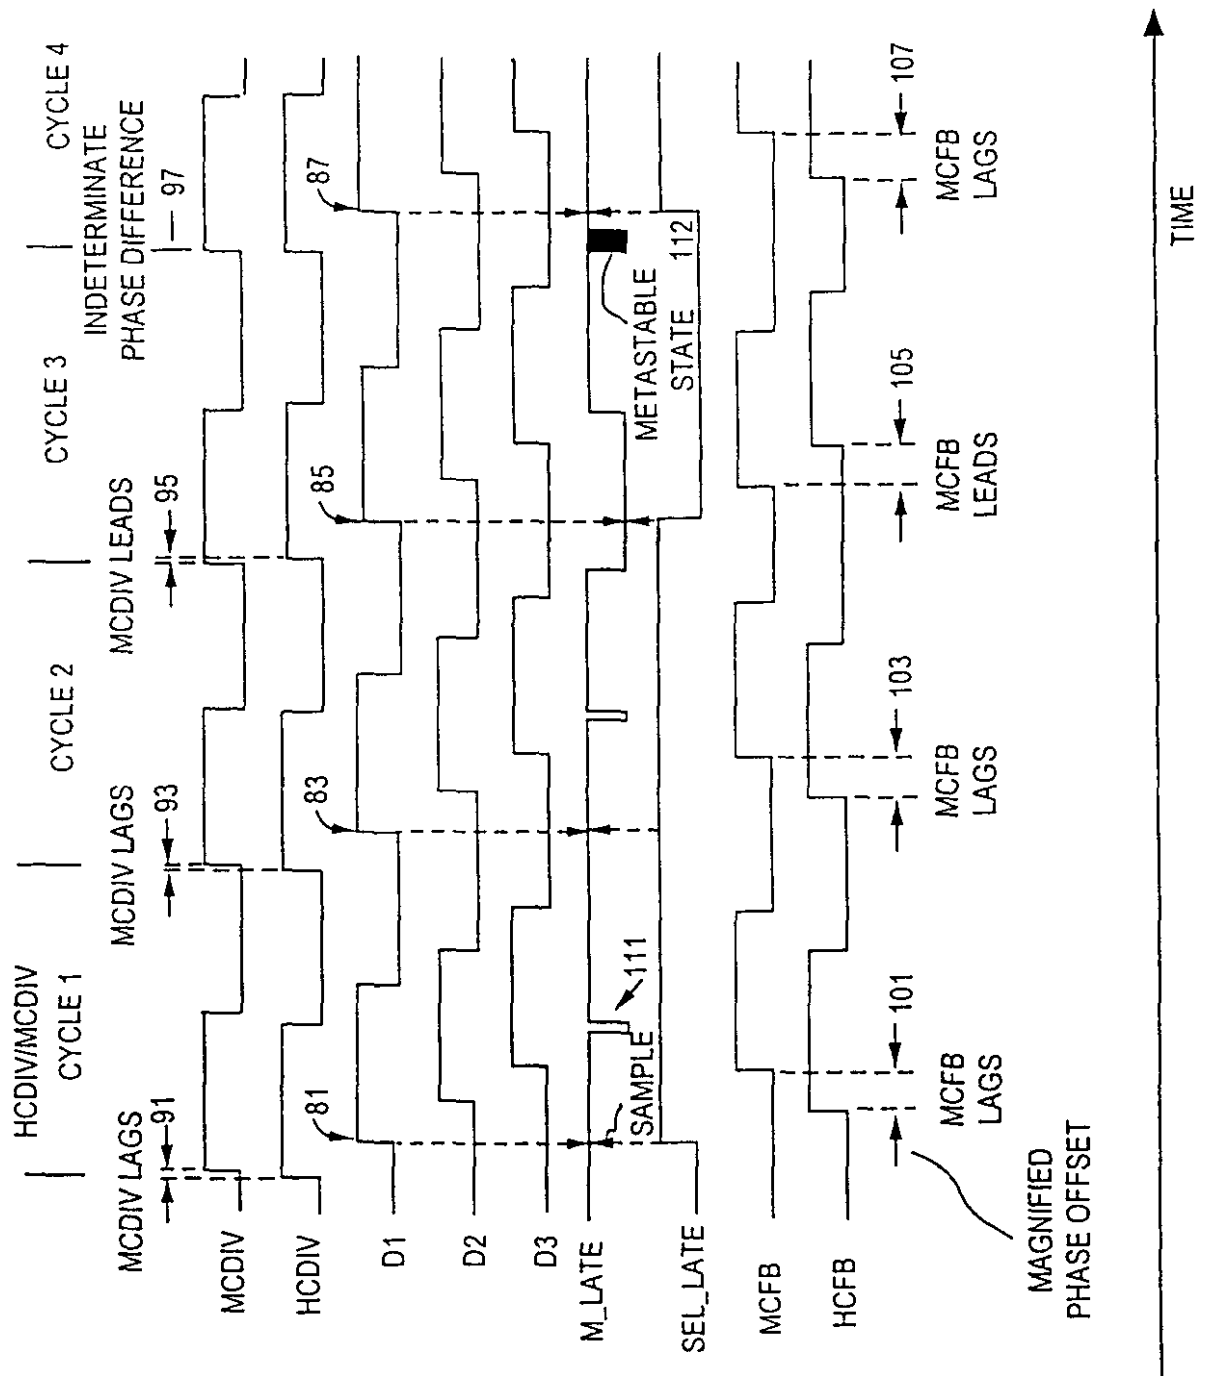 HCDIV/MCDIV
CYCLE 1
CYCLE 2
CYCLE 3
CYCLE 4
INDETERMINATE
PHASE DIFFERENCE
MCDIV LAGS
91
MCDIV LAGS
93
MCDIV LEADS
95
97
MCDIV
HCDIV
81
83
85
87
D1
D2
D3
M_LATE
SAMPLE
111
METASTABLE
STATE
112
SEL_LATE
MCFB
HCFB
101
103
105
107
MCFB
LAGS
MCFB
LAGS
MCFB
LEADS
MCFB
LAGS
MAGNIFIED
PHASE OFFSET
TIME